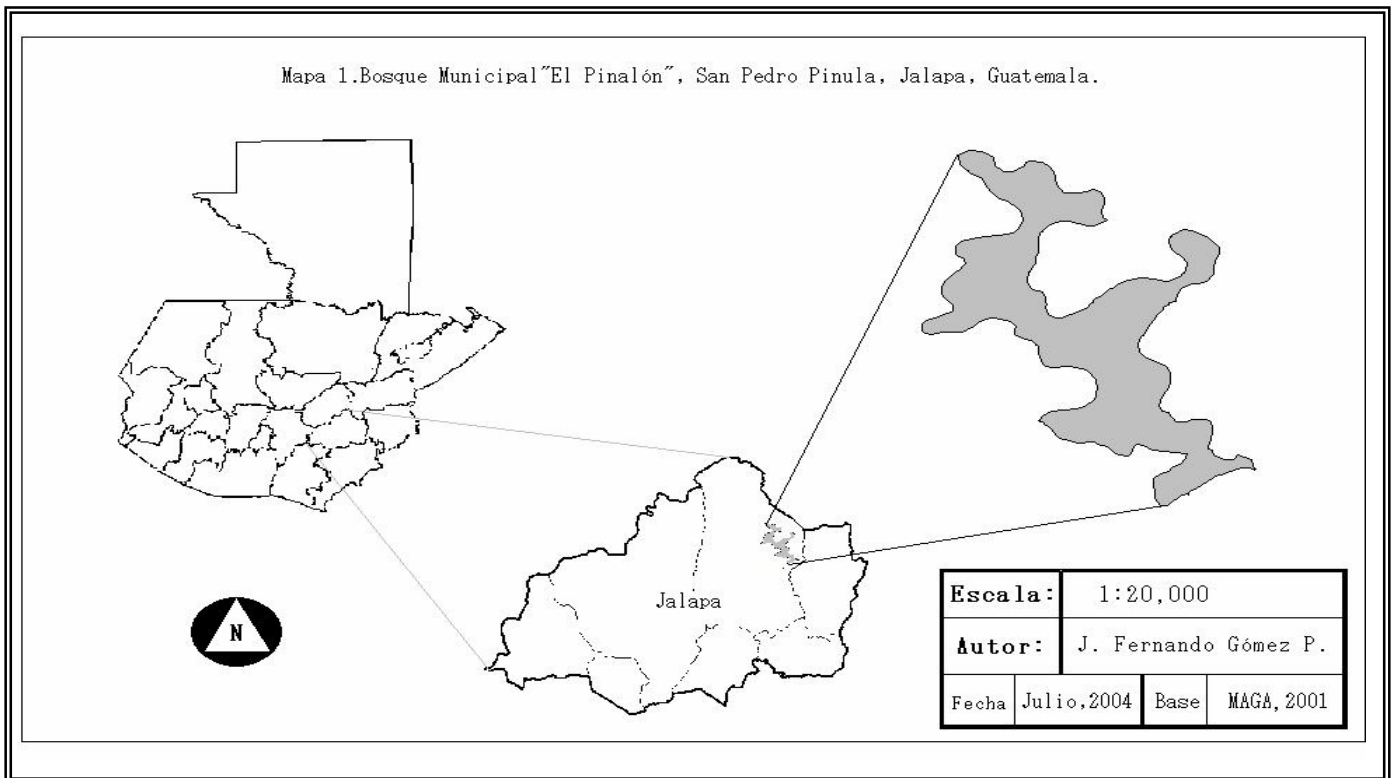 Mapa 1.Bosque Municipal"El Pinalón", San Pedro Pinula, Jalapa, Guatemala.
Jalapa
N
Escala: 1:20,000
Autor: J. Fernando Gómez P.
Fecha Julio,2004 Base MAGA,2001